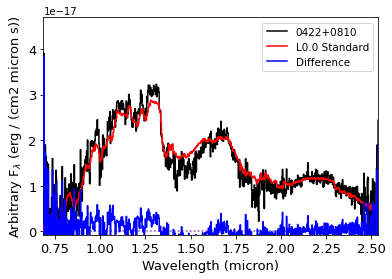 1e−17
0422+0810
L0.0 Standard
Difference
Arbitrary Fλ (erg / (cm2 micron s))
4
3
2
1
0
0.75 1.00 1.25 1.50 1.75 2.00 2.25 2.50
Wavelength (micron)